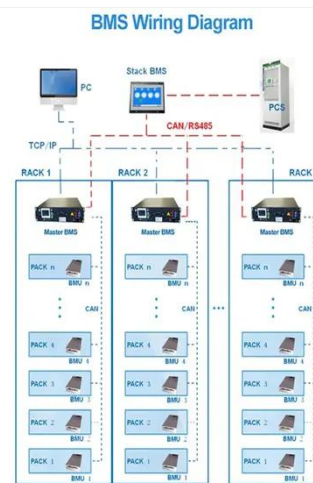 BMS Wiring Diagram
Stack BMS
PC
PCS
CAN/RS485
TCP/IP
RACK 1
RACK 2
RACK
Master BMS
Master BMS
Master BMS
PACK n
BMU n
PACK n
BMU n
PACK n
BMU n
CAN
CAN
CAN
PACK 4
BMU 4
PACK 4
BMU 4
PACK 4
BMU 4
PACK 3
BMU 3
PACK 3
BMU 3
PACK 3
BMU 3
PACK 2
BMU 2
PACK 2
BMU 2
PACK 2
BMU 2
PACK 1
BMU 1
PACK 1
BMU 1
PACK 1
BMU 1